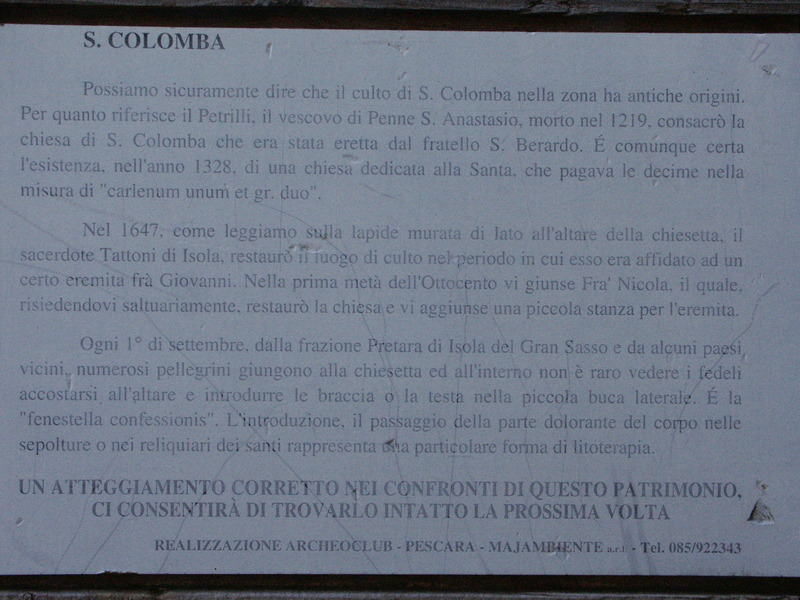 S. COLOMBA
Possiamo sicuramente dire che il culto di S. Colomba nella zona ha antiche origini.
Per quanto riferisce il Petrilli, il vescovo di Penne S. Anastasio, morto nel 1219, consacrò la
chiesa di S. Colomba che era stata eretta dal fratello S. Berardo. É comunque certa
l'esistenza, nell'anno 1328, di una chiesa dedicata alla Santa, che pagava le decime nella
misura di "carlenum unum et gr. duo".
Nel 1647, come leggiamo sulla lapide murata di lato all'altare della chiesetta, il
sacerdote Tattoni di Isola, restaurò il luogo di culto nel periodo in cui esso era affidato ad un
certo eremita frà Giovanni. Nella prima metà dell'Ottocento vi giunse Fra' Nicola, il quale,
risiedendovi saltuariamente, restaurò la chiesa e vi aggiunse una piccola stanza per l'eremita.
Ogni 1° di settembre, dalla frazione Pretara di Isola del Gran Sasso e da alcuni paesi
vicini, numerosi pellegrini giungono alla chiesetta ed all'interno non è raro vedere i fedeli
accostarsi all'altare e introdurre le braccia o la testa nella piccola buca laterale. É la
"fenestella confessionis". L'introduzione, il passaggio della parte dolorante del corpo nelle
sepolture o nei reliquiari dei santi rappresenta una particolare forma di litoterapia.
UN ATTEGGIAMENTO CORRETTO NEI CONFRONTI DI QUESTO PATRIMONIO,
CI CONSENTIRÀ DI TROVARLO INTATTO LA PROSSIMA VOLTA
REALIZZAZIONE ARCHEOCLUB - PESCARA - MAJAMBIENTE a.r.l. - Tel. 085/922343